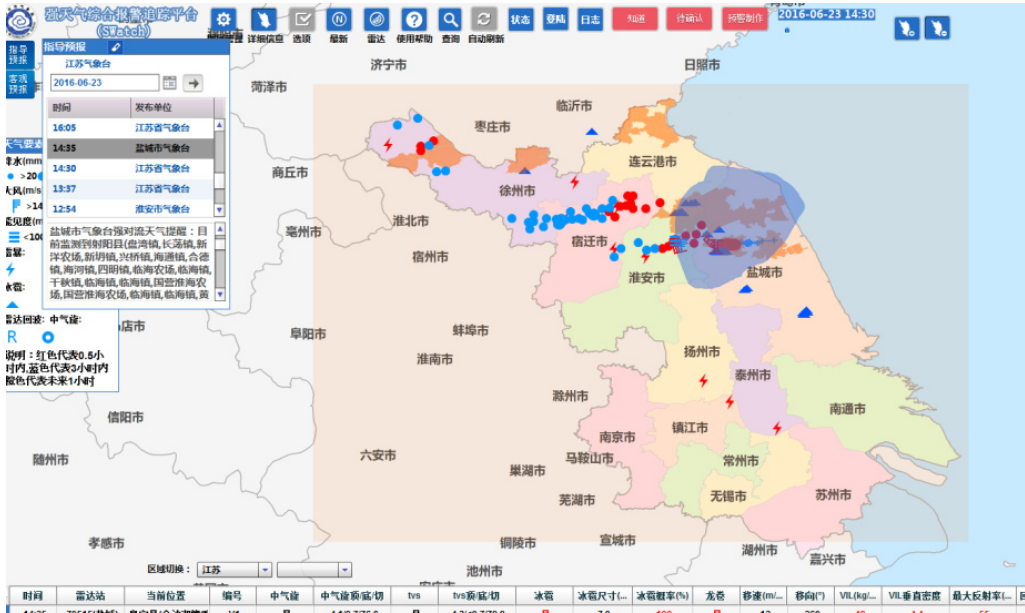 强天气综合报警追踪平台
(SWatch)
详细信息
选项
最新
雷达
使用帮助
查询
自动刷新
状态
登陆
日志
知道
待确认
预警制作
2016-06-23 14:30
指导
预报
客观
预报
指导预报
江苏气象台
2016-06-23
时间 发布单位
16:05 江苏省气象台
14:35 盐城市气象台
14:30 江苏省气象台
13:37 江苏省气象台
12:54 淮安市气象台
盐城市气象台强对流天气提醒：目
前监测到射阳县(盘湾镇,长荡镇,新
洋农场,新坍镇,兴桥镇,海通镇,合德
镇,海河镇,四明镇,临海农场,临海镇,
千秋镇,临海镇,临海镇,国营淮海农
场,国营淮海农场,临海镇,临海镇,黄
>20
>14
<100
雷达回波: 中气旋:
R
说明：红色代表0.5小
时内,蓝色代表3小时内
橙色代表未来1小时
济宁市
日照市
菏泽市
临沂市
枣庄市
连云港市
商丘市
徐州市
淮北市
亳州市
宿迁市
宿州市
淮安市
盐城市
店市
阜阳市
蚌埠市
淮南市
扬州市
泰州市
滁州市
南通市
信阳市
镇江市
南京市
随州市
六安市
马鞍山市
常州市
巢湖市
无锡市
苏州市
芜湖市
孝感市
铜陵市
宣城市
湖州市
嘉兴市
池州市
区域切换： 江苏
时间 雷达站 当前位置 编号 中气旋 中气旋顶/底/切 tvs tvs顶/底/切 冰雹 冰雹尺寸(... 冰雹概率(%) 龙卷 移速(m/... 移向(°) VIL(kg/... VIL垂直密度 最大反射率(...